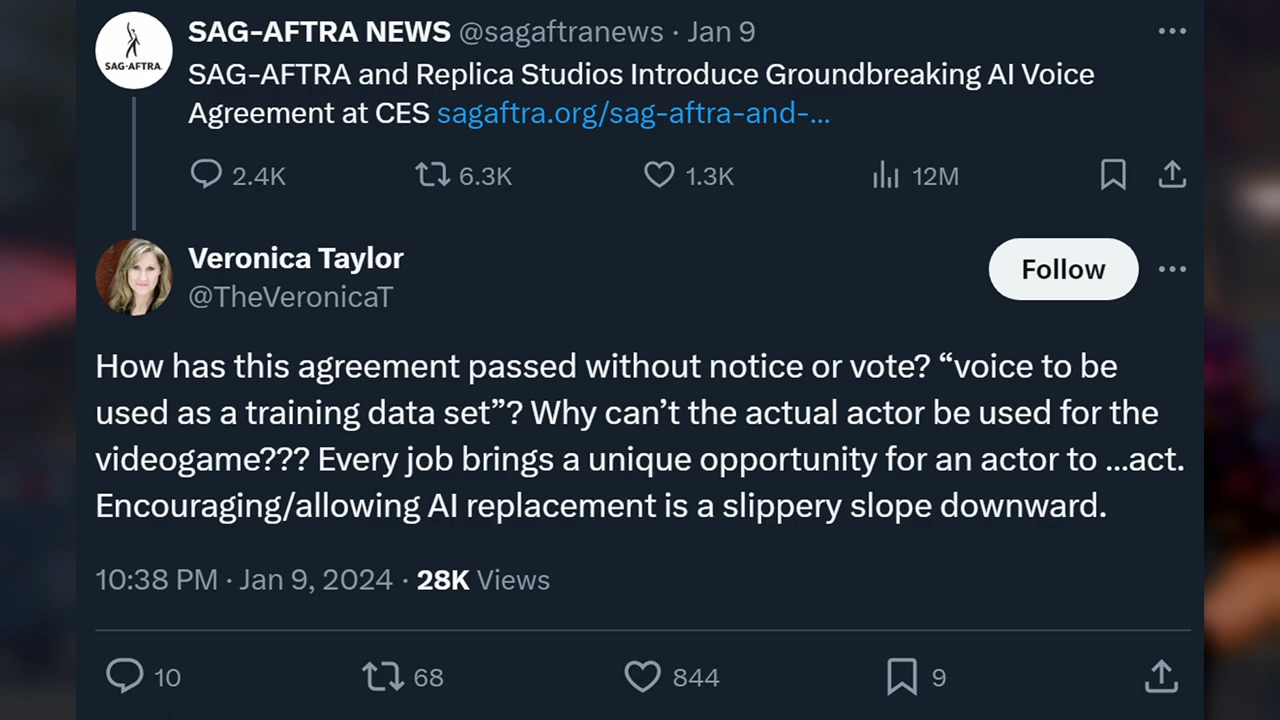 SAG-AFTRA NEWS @sagaftranews · Jan 9
SAG·AFTRA.
SAG-AFTRA and Replica Studios Introduce Groundbreaking AI Voice
Agreement at CES sagaftra.org/sag-aftra-and-...
2.4K 6.3K 1.3K 12M
Veronica Taylor
@TheVeronicaT
Follow
How has this agreement passed without notice or vote? “voice to be
used as a training data set”? Why can’t the actual actor be used for the
videogame??? Every job brings a unique opportunity for an actor to ...act.
Encouraging/allowing AI replacement is a slippery slope downward.
10:38 PM · Jan 9, 2024 · 28K Views
10 68 844 9